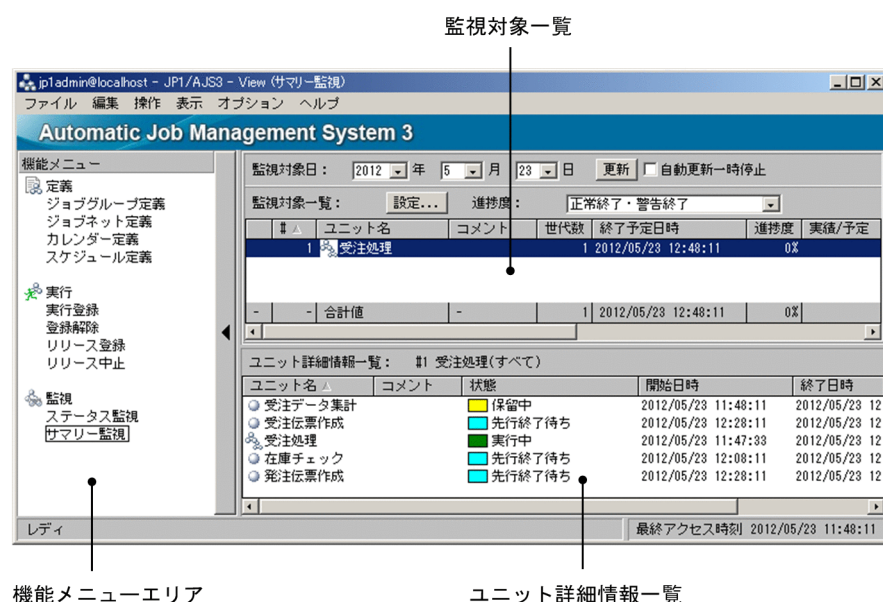 監視対象一覧
jp1admin@localhost - JP1/AJS3 - View (サマリー監視)
ファイル 編集 操作 表示 オプション ヘルプ
Automatic Job Management System 3
機能メニュー
定義
ジョブグループ定義
ジョブネット定義
カレンダー定義
スケジュール定義
実行
実行登録
登録解除
リリース登録
リリース中止
監視
ステータス監視
サマリー監視
監視対象日： 2012 年 5 月 23 日 更新 自動更新一時停止
監視対象一覧： 設定... 進捗度： 正常終了・警告終了
# ユニット名 コメント 世代数 終了予定日時 進捗度 実績/予定
1 受注処理 1 2012/05/23 12:48:11 0%
- - 合計値 - 1 2012/05/23 12:48:11 0%
ユニット詳細情報一覧： #1 受注処理(すべて)
ユニット名 コメント 状態 開始日時 終了日時
受注データ集計 保留中 2012/05/23 11:48:11 2012/05/23 12
受注伝票作成 先行終了待ち 2012/05/23 12:28:11 2012/05/23 12
受注処理 実行中 2012/05/23 11:47:33 2012/05/23 12
在庫チェック 先行終了待ち 2012/05/23 12:08:11 2012/05/23 12
発注伝票作成 先行終了待ち 2012/05/23 12:28:11 2012/05/23 12
レディ 最終アクセス時刻 2012/05/23 11:48:11
機能メニューエリア ユニット詳細情報一覧